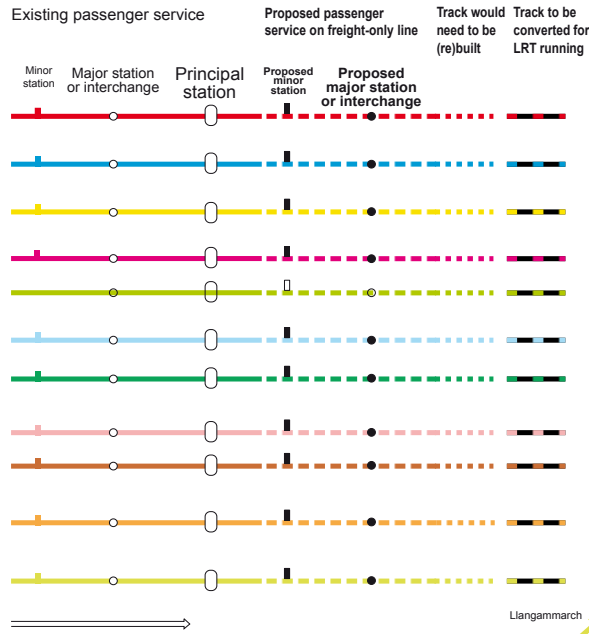 Existing passenger service
Proposed passenger
service on freight-only line
Track would
need to be
(re)built
Track to be
converted for
LRT running
Minor
station
Major station
or interchange
Principal
station
Proposed
minor
station
Proposed
major station
or interchange
Llangammarch